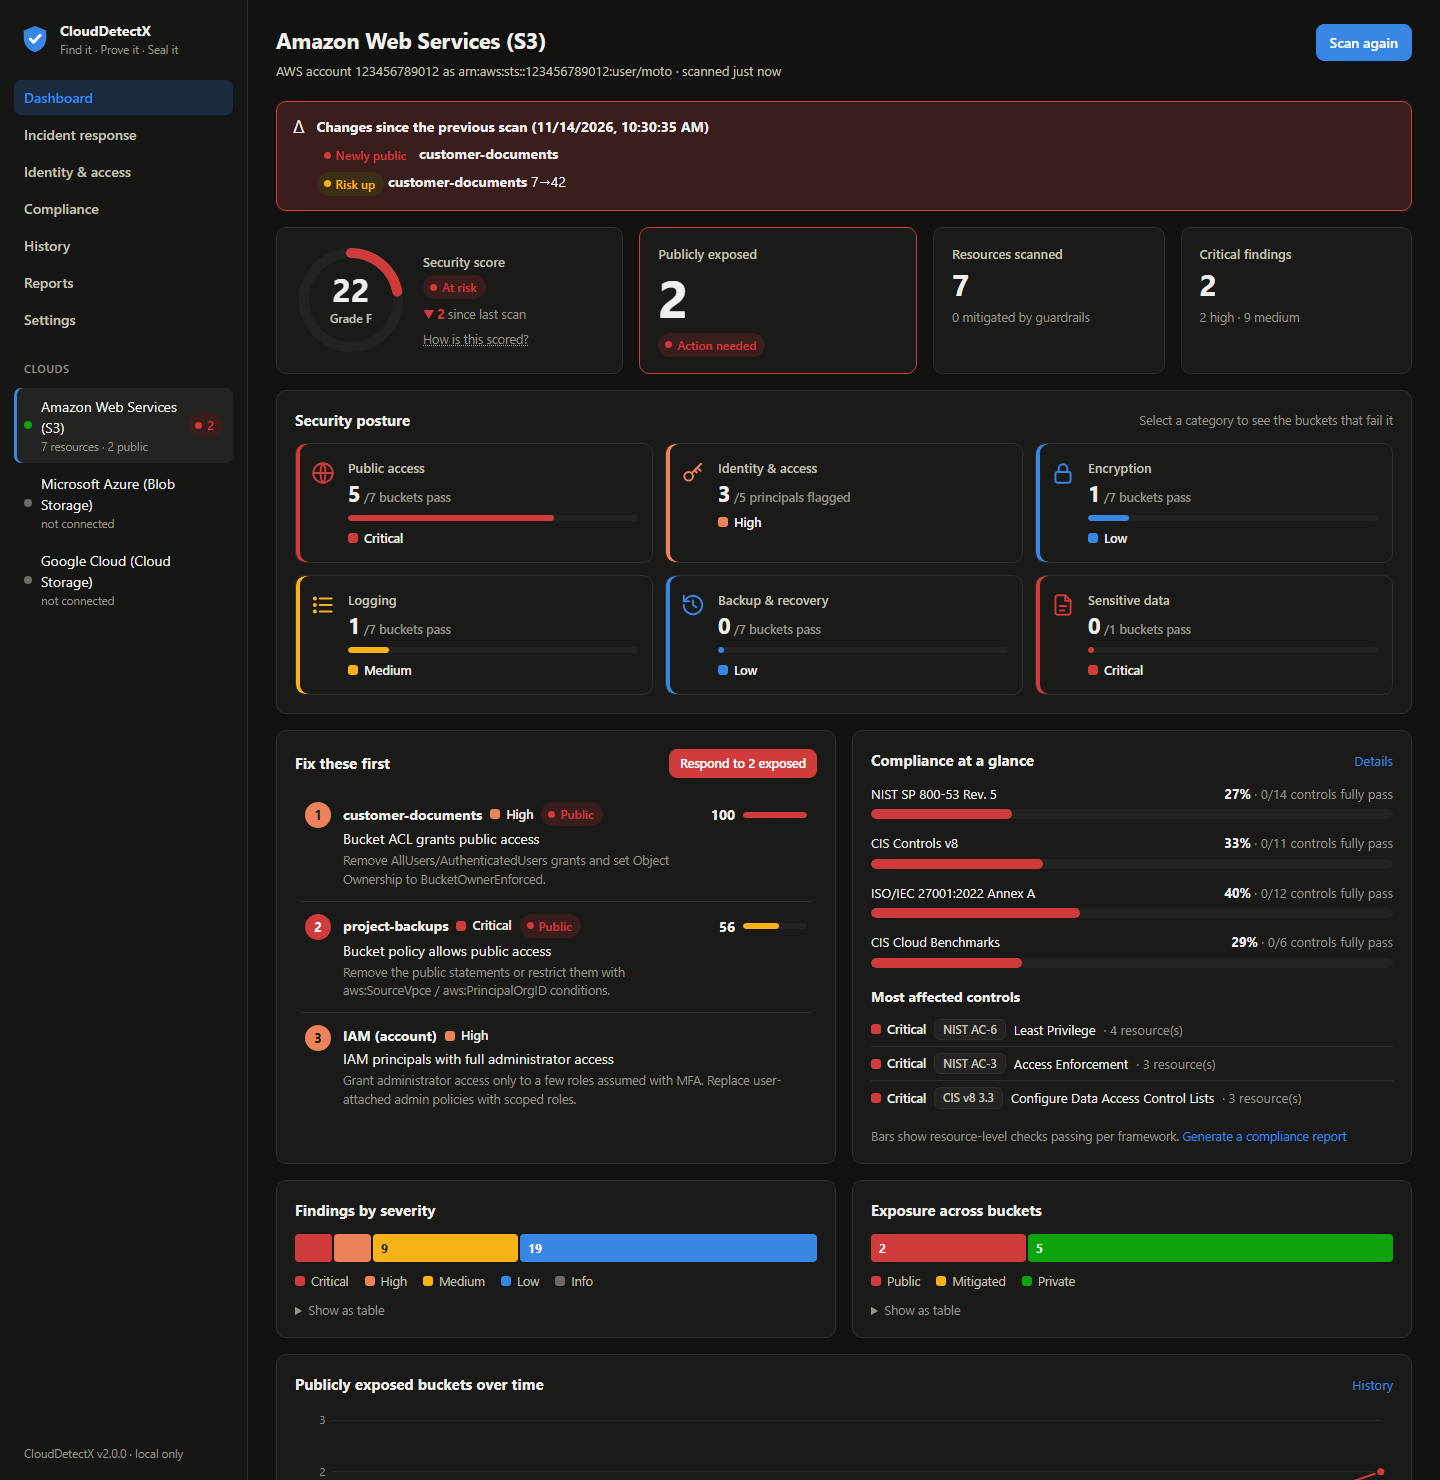 CloudDetectX
Find it · Prove it · Seal it
Dashboard
Incident response
Identity & access
Compliance
History
Reports
Settings
CLOUDS
Amazon Web Services
(S3)
7 resources · 2 public
2
Microsoft Azure (Blob
Storage)
not connected
Google Cloud (Cloud
Storage)
not connected
CloudDetectX v2.0.0 · local only
Amazon Web Services (S3)
AWS account 123456789012 as arn:aws:sts::123456789012:user/moto · scanned just now
Scan again
Δ Changes since the previous scan (11/14/2026, 10:30:35 AM)
Newly public customer-documents
Risk up customer-documents 7→42
22
Grade F
Security score
At risk
▼ 2 since last scan
How is this scored?
Publicly exposed
2
Action needed
Resources scanned
7
0 mitigated by guardrails
Critical findings
2
2 high · 9 medium
Security posture
Select a category to see the buckets that fail it
Public access
5 /7 buckets pass
Critical
Identity & access
3 /5 principals flagged
High
Encryption
1 /7 buckets pass
Low
Logging
1 /7 buckets pass
Medium
Backup & recovery
0 /7 buckets pass
Low
Sensitive data
0 /1 buckets pass
Critical
Fix these first
Respond to 2 exposed
1 customer-documents High Public 100
Bucket ACL grants public access
Remove AllUsers/AuthenticatedUsers grants and set Object
Ownership to BucketOwnerEnforced.
2 project-backups Critical Public 56
Bucket policy allows public access
Remove the public statements or restrict them with
aws:SourceVpce / aws:PrincipalOrgID conditions.
3 IAM (account) High
IAM principals with full administrator access
Grant administrator access only to a few roles assumed with MFA. Replace user-
attached admin policies with scoped roles.
Compliance at a glance
Details
NIST SP 800-53 Rev. 5 27% · 0/14 controls fully pass
CIS Controls v8 33% · 0/11 controls fully pass
ISO/IEC 27001:2022 Annex A 40% · 0/12 controls fully pass
CIS Cloud Benchmarks 29% · 0/6 controls fully pass
Most affected controls
Critical NIST AC-6 Least Privilege · 4 resource(s)
Critical NIST AC-3 Access Enforcement · 3 resource(s)
Critical CIS v8 3.3 Configure Data Access Control Lists · 3 resource(s)
Bars show resource-level checks passing per framework. Generate a compliance report
Findings by severity
9 19
Critical High Medium Low Info
▶ Show as table
Exposure across buckets
2 5
Public Mitigated Private
▶ Show as table
Publicly exposed buckets over time
History
3
2